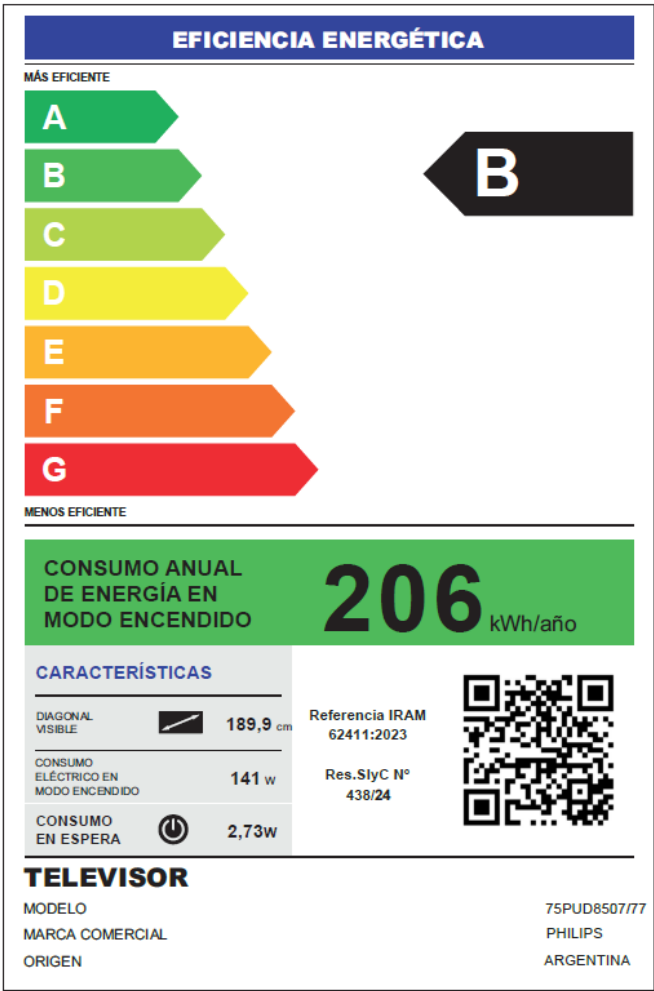 EFICIENCIA ENERGÉTICA
MÁS EFICIENTE
A
B
B
C
D
E
F
G
MENOS EFICIENTE
CONSUMO ANUAL
DE ENERGÍA EN
MODO ENCENDIDO
206 kWh/año
CARACTERÍSTICAS
DIAGONAL
VISIBLE
189,9 cm
CONSUMO
ELÉCTRICO EN
MODO ENCENDIDO
141 w
CONSUMO
EN ESPERA
2,73w
Referencia IRAM
62411:2023
Res.SIyC Nº
438/24
TELEVISOR
MODELO 75PUD8507/77
MARCA COMERCIAL PHILIPS
ORIGEN ARGENTINA